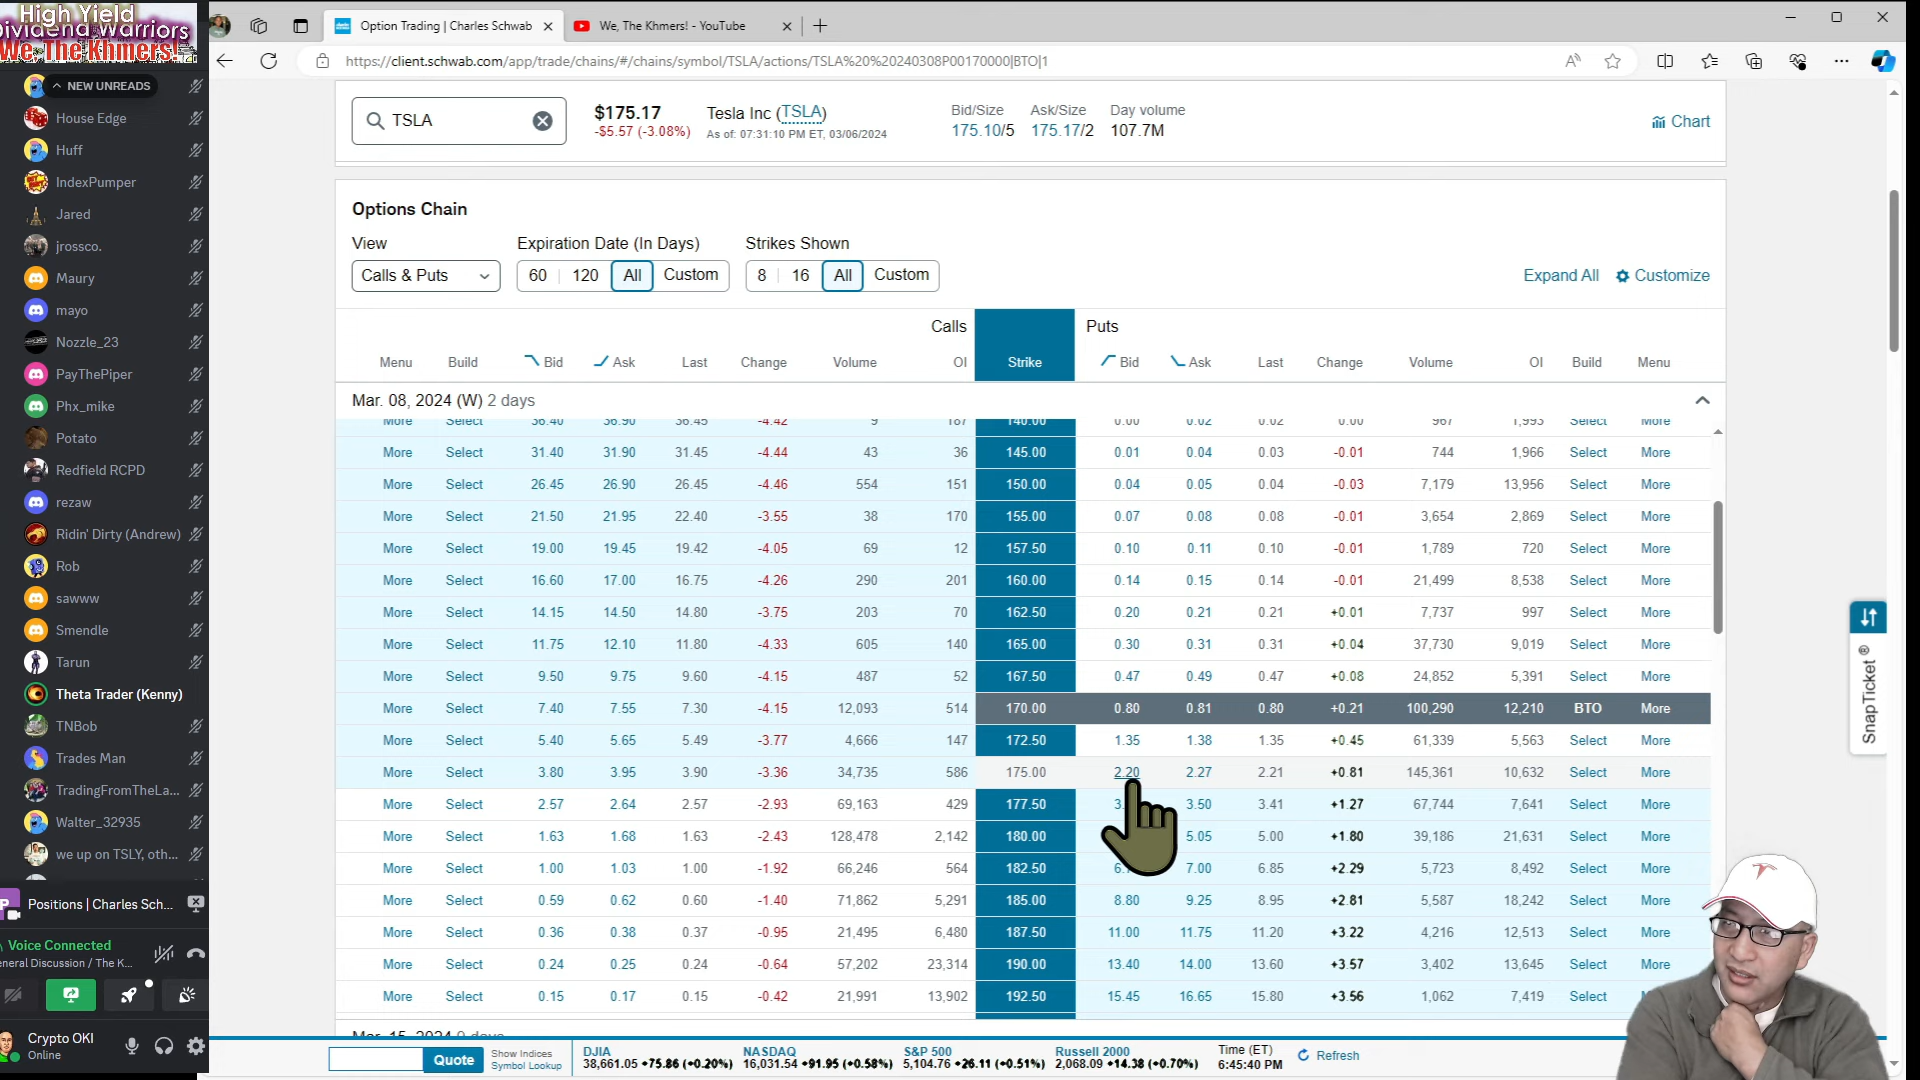 High Yield
Dividend Warriors
We The Khmers!
NEW UNREADS
House Edge
Huff
IndexPumper
Jared
jrossco.
Maury
mayo
Nozzle_23
PayThePiper
Phx_mike
Potato
Redfield RCPD
rezaw
Ridin' Dirty (Andrew)
Rob
sawww
Smendle
Tarun
Theta Trader (Kenny)
TNBob
Trades Man
TradingFromTheLa...
Walter_32935
we up on TSLY, oth...
Positions | Charles Sch...
Voice Connected
eneral Discussion / The K...
Crypto OKI
Online
Option Trading | Charles Schwab
We, The Khmers! - YouTube
https://client.schwab.com/app/trade/chains/#/chains/symbol/TSLA/actions/TSLA%20%20240308P00170000|BTO|1
TSLA
$175.17
-$5.57 (-3.08%)
Tesla Inc (TSLA)
As of: 07:31:10 PM ET, 03/06/2024
Bid/Size
175.10/5
Ask/Size
175.17/2
Day volume
107.7M
Chart
Options Chain
View
Calls & Puts
Expiration Date (In Days)
60 120 All Custom
Strikes Shown
8 16 All Custom
Expand All
Customize
Calls Puts
Menu Build Bid Ask Last Change Volume OI Strike Bid Ask Last Change Volume OI Build Menu
Mar. 08, 2024 (W) 2 days
More Select 36.40 36.90 36.45 -4.42 9 187 140.00 0.00 0.02 0.02 0.00 967 1,993 Select More
More Select 31.40 31.90 31.45 -4.44 43 36 145.00 0.01 0.04 0.03 -0.01 744 1,966 Select More
More Select 26.45 26.90 26.45 -4.46 554 151 150.00 0.04 0.05 0.04 -0.03 7,179 13,956 Select More
More Select 21.50 21.95 22.40 -3.55 38 170 155.00 0.07 0.08 0.08 -0.01 3,654 2,869 Select More
More Select 19.00 19.45 19.42 -4.05 69 12 157.50 0.10 0.11 0.10 -0.01 1,789 720 Select More
More Select 16.60 17.00 16.75 -4.26 290 201 160.00 0.14 0.15 0.14 -0.01 21,499 8,538 Select More
More Select 14.15 14.50 14.80 -3.75 203 70 162.50 0.20 0.21 0.21 +0.01 7,737 997 Select More
More Select 11.75 12.10 11.80 -4.33 605 140 165.00 0.30 0.31 0.31 +0.04 37,730 9,019 Select More
More Select 9.50 9.75 9.60 -4.15 487 52 167.50 0.47 0.49 0.47 +0.08 24,852 5,391 Select More
More Select 7.40 7.55 7.30 -4.15 12,093 514 170.00 0.80 0.81 0.80 +0.21 100,290 12,210 BTO More
More Select 5.40 5.65 5.49 -3.77 4,666 147 172.50 1.35 1.38 1.35 +0.45 61,339 5,563 Select More
More Select 3.80 3.95 3.90 -3.36 34,735 586 175.00 2.20 2.27 2.21 +0.81 145,361 10,632 Select More
More Select 2.57 2.64 2.57 -2.93 69,163 429 177.50 3.50 3.41 +1.27 67,744 7,641 Select More
More Select 1.63 1.68 1.63 -2.43 128,478 2,142 180.00 5.05 5.00 +1.80 39,186 21,631 Select More
More Select 1.00 1.03 1.00 -1.92 66,246 564 182.50 7.00 6.85 +2.29 5,723 8,492 Select More
More Select 0.59 0.62 0.60 -1.40 71,862 5,291 185.00 8.80 9.25 8.95 +2.81 5,587 18,242 Select More
More Select 0.36 0.38 0.37 -0.95 21,495 6,480 187.50 11.00 11.75 11.20 +3.22 4,216 12,513 Select More
More Select 0.24 0.25 0.24 -0.64 57,202 23,314 190.00 13.40 14.00 13.60 +3.57 3,402 13,645 Select More
More Select 0.15 0.17 0.15 -0.42 21,991 13,902 192.50 15.45 16.65 15.80 +3.56 1,062 7,419 Select
Mar. 15, 2024 9 days
SnapTicket ®
Quote
Show Indices
Symbol Lookup
DJIA
38,661.05 +75.86 (+0.20%)
NASDAQ
16,031.54 +91.95 (+0.58%)
S&P 500
5,104.76 +26.11 (+0.51%)
Russell 2000
2,068.09 +14.38 (+0.70%)
Time (ET)
6:45:40 PM
Refresh